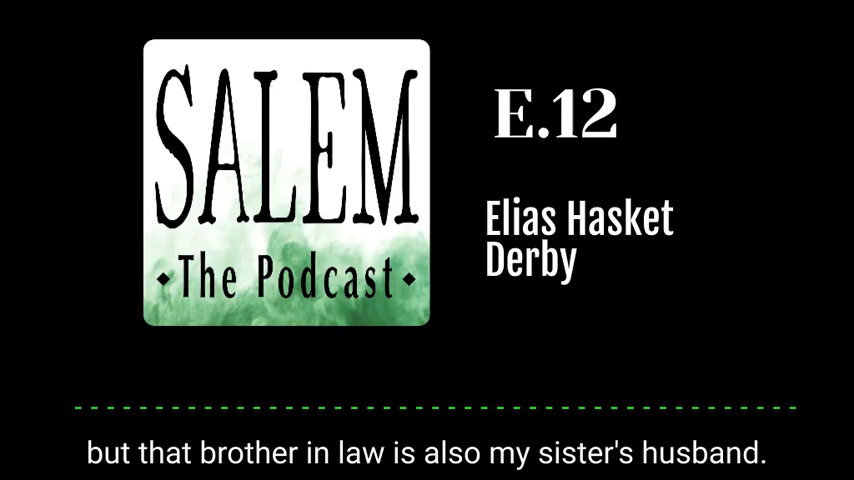 SALEM
• The Podcast •
E.12
Elias Hasket
Derby
but that brother in law is also my sister's husband.